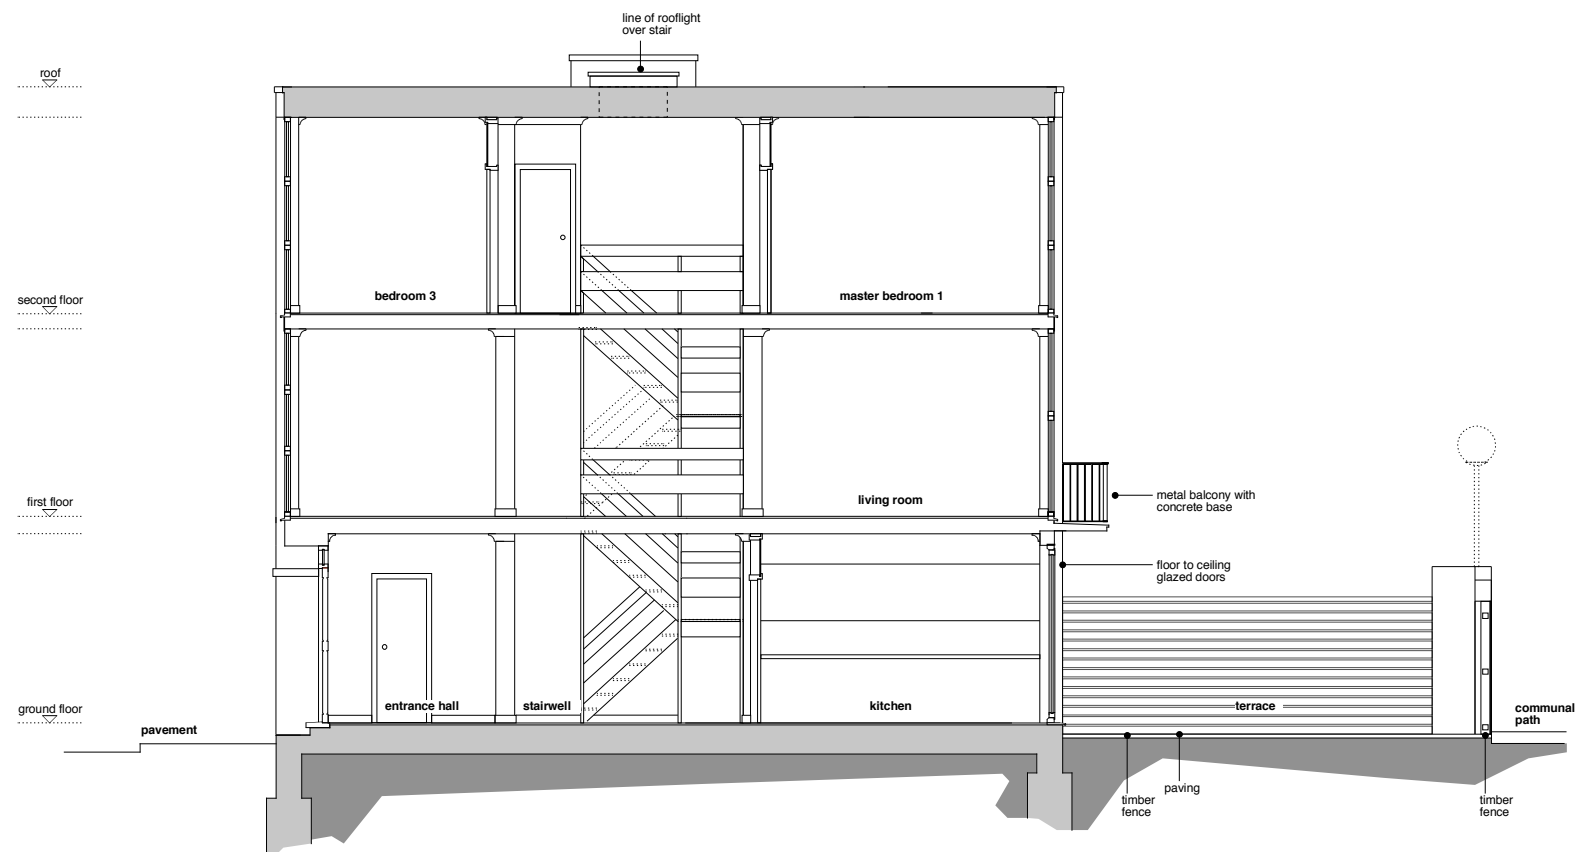 line of rooflight
over stair
roof
bedroom 3
master bedroom 1
second floor
living room
first floor
metal balcony with
concrete base
floor to ceiling
glazed doors
ground floor
entrance hall
stairwell
kitchen
terrace
communal
path
pavement
paving
timber
fence
timber
fence